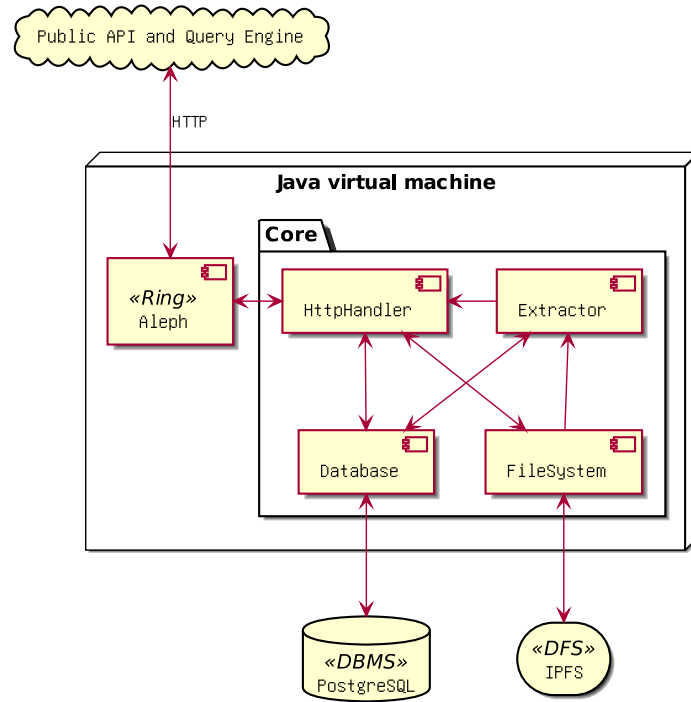 Public API and Query Engine
HTTP
Java virtual machine
Core
«Ring»
Aleph
HttpHandler
Extractor
Database
FileSystem
«DBMS»
PostgreSQL
«DFS»
IPFS